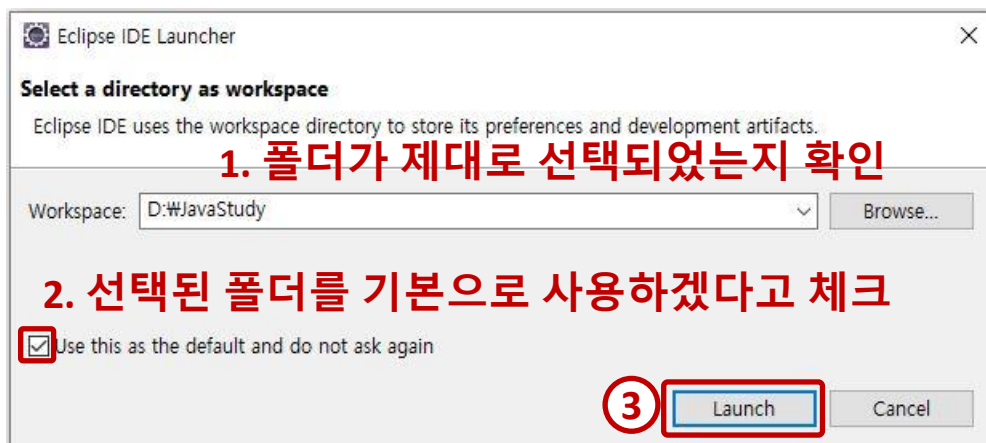 Eclipse IDE Launcher
Select a directory as workspace
Eclipse IDE uses the workspace directory to store its preferences and development artifacts.
1. 폴더가 제대로 선택되었는지 확인
Workspace: D:₩JavaStudy Browse...
2. 선택된 폴더를 기본으로 사용하겠다고 체크
Use this as the default and do not ask again
3 Launch Cancel